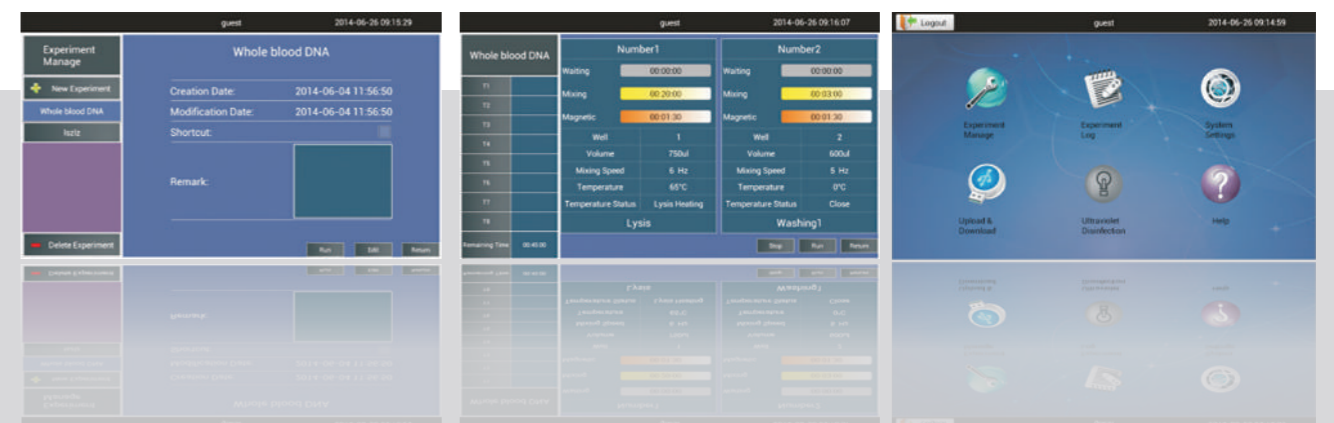 guest 2014-06-26 09:15:29
Experiment
Manage
New Experiment
Whole blood DNA
lszlz
Delete Experiment
Whole blood DNA
Creation Date: 2014-06-04 11:56:50
Modification Date: 2014-06-04 11:56:50
Shortcut:
Remark:
Run Edit Return
guest 2014-06-26 09:16:07
Whole blood DNA
T1
T2
T3
T4
T5
T6
T7
T8
Remaining Time 00:40:00
Number1
Waiting 00:00:00
Mixing 00:20:00
Magnetic 00:01:30
Well 1
Volume 750ul
Mixing Speed 6 Hz
Temperature 65°C
Temperature Status Lysis Heating
Lysis
Number2
Waiting 00:00:00
Mixing 00:03:00
Magnetic 00:01:30
Well 2
Volume 600ul
Mixing Speed 5 Hz
Temperature 0°C
Temperature Status Close
Washing1
Stop Run Return
Logout guest 2014-06-26 09:14:59
Experiment
Manage
Experiment
Log
System
Settings
Upload &
Download
Ultraviolet
Disinfection
Help